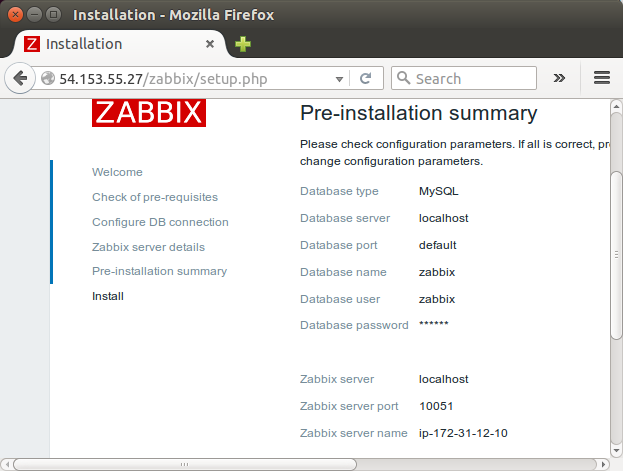 Installation - Mozilla Firefox
Z Installation
54.153.55.27/zabbix/setup.php
Search
ZABBIX
Pre-installation summary
Please check configuration parameters. If all is correct, pre
change configuration parameters.
Welcome
Check of pre-requisites
Configure DB connection
Zabbix server details
Pre-installation summary
Install
Database type MySQL
Database server localhost
Database port default
Database name zabbix
Database user zabbix
Database password ******
Zabbix server localhost
Zabbix server port 10051
Zabbix server name ip-172-31-12-10